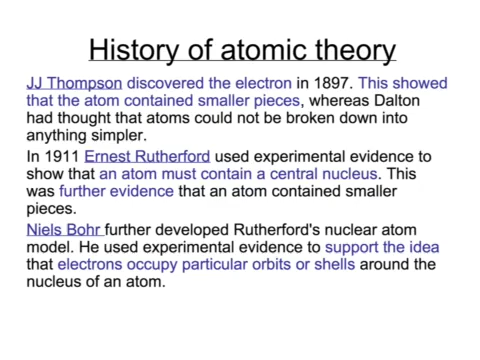 History of atomic theory
JJ Thompson discovered the electron in 1897. This showed
that the atom contained smaller pieces, whereas Dalton
had thought that atoms could not be broken down into
anything simpler.
In 1911 Ernest Rutherford used experimental evidence to
show that an atom must contain a central nucleus. This
was further evidence that an atom contained smaller
pieces.
Niels Bohr further developed Rutherford's nuclear atom
model. He used experimental evidence to support the idea
that electrons occupy particular orbits or shells around the
nucleus of an atom.